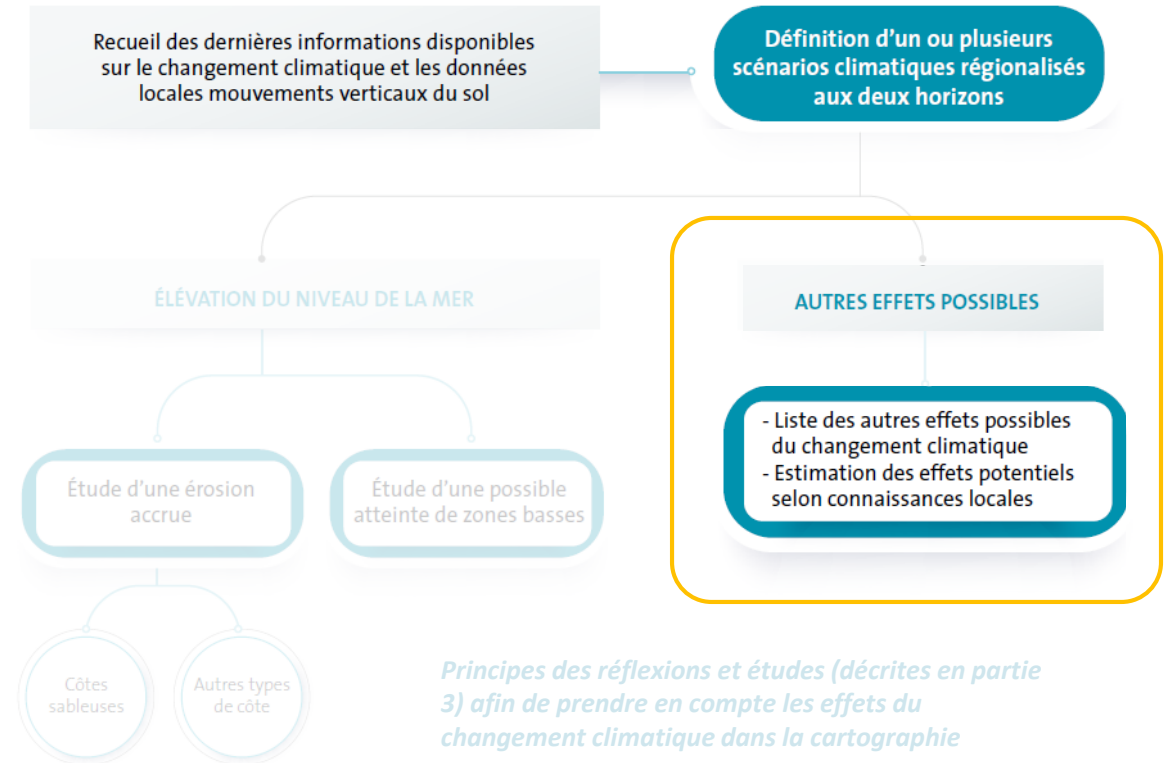 Recueil des dernières informations disponibles
sur le changement climatique et les données
locales mouvements verticaux du sol
Définition d’un ou plusieurs
scénarios climatiques régionalisés
aux deux horizons
ÉLÉVATION DU NIVEAU DE LA MER
AUTRES EFFETS POSSIBLES
- Liste des autres effets possibles
du changement climatique
- Estimation des effets potentiels
selon connaissances locales
Étude d’une érosion
accrue
Étude d’une possible
atteinte de zones basses
Côtes
sableuses
Autres types
de côte
Principes des réflexions et études (décrites en partie
3) afin de prendre en compte les effets du
changement climatique dans la cartographie